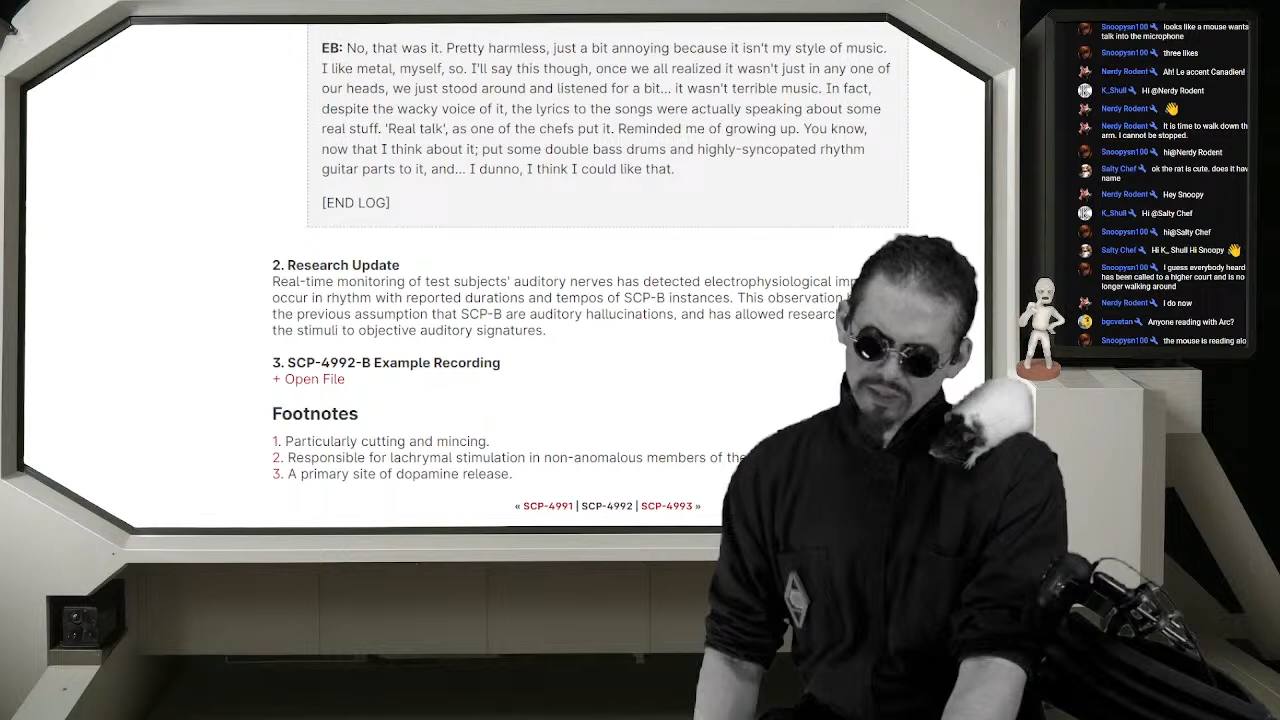 EB: No, that was it. Pretty harmless, just a bit annoying because it isn't my style of music.
I like metal, myself, so. I'll say this though, once we all realized it wasn't just in any one of
our heads, we just stood around and listened for a bit... it wasn't terrible music. In fact,
despite the wacky voice of it, the lyrics to the songs were actually speaking about some
real stuff. 'Real talk', as one of the chefs put it. Reminded me of growing up. You know,
now that I think about it; put some double bass drums and highly-syncopated rhythm
guitar parts to it, and... I dunno, I think I could like that.
[END LOG]
2. Research Update
Real-time monitoring of test subjects' auditory nerves has detected electrophysiological
occur in rhythm with reported durations and tempos of SCP-B instances. This observation
the previous assumption that SCP-B are auditory hallucinations, and has allowed
the stimuli to objective auditory signatures.
3. SCP-4992-B Example Recording
+ Open File
Footnotes
1. Particularly cutting and mincing.
2. Responsible for lachrymal stimulation in non-anomalous members of the
3. A primary site of dopamine release.
« SCP-4991 | SCP-4992 | SCP-4993 »
Snoopysn100 looks like a mouse wants
talk into the microphone
Snoopysn100 three likes
Nerdy Rodent Ah! Le accent Canadien!
K_Shull Hi @Nerdy Rodent
Nerdy Rodent 👋
Nerdy Rodent It is time to walk down
arm. I cannot be stopped.
Snoopysn100 hi@Nerdy Rodent
Salty Chef ok the rat is cute. does it
name
Nerdy Rodent Hey Snoopy
K_Shull Hi @Salty Chef
Snoopysn100 hi@Salty Chef
Salty Chef Hi K_ Shull Hi Snoopy 👋
Snoopysn100 I guess everybody heard
has been called to a higher court and is no
longer walking around
Nerdy Rodent I do now
bgcvetan Anyone reading with Arc?
Snoopysn100 the mouse is reading